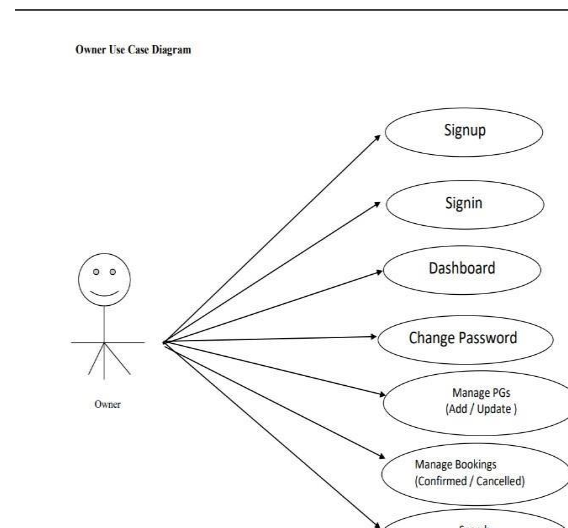 Owner Use Case Diagram
Signup
Signin
Dashboard
Change Password
Manage PGs
(Add / Update )
Owner
Manage Bookings
(Confirmed / Cancelled)